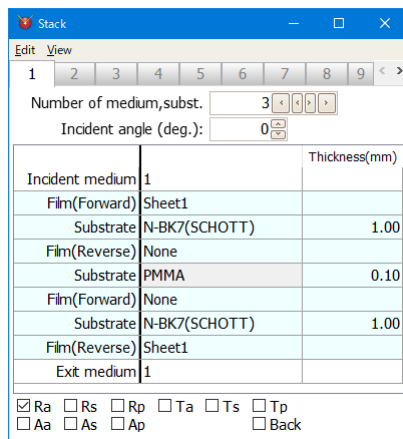 Stack
Edit View
1 2 3 4 5 6 7 8 9
Number of medium,subst. 3
Incident angle (deg.): 0
Thickness(mm)
Incident medium 1
Film(Forward) Sheet1
Substrate N-BK7(SCHOTT) 1.00
Film(Reverse) None
Substrate PMMA 0.10
Film(Forward) None
Substrate N-BK7(SCHOTT) 1.00
Film(Reverse) Sheet1
Exit medium 1
Ra Rs Rp Ta Ts Tp
Aa As Ap Back